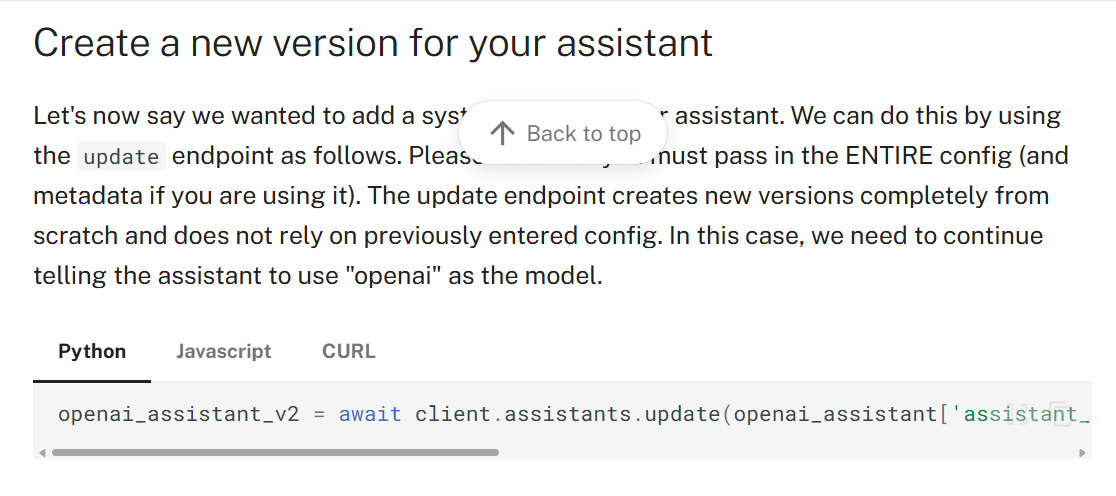 Create a new version for your assistant
Let's now say we wanted to add a syst assistant. We can do this by using
Back to top
the update endpoint as follows. Pleas must pass in the ENTIRE config (and
metadata if you are using it). The update endpoint creates new versions completely from
scratch and does not rely on previously entered config. In this case, we need to continue
telling the assistant to use "openai" as the model.
Python Javascript CURL
openai_assistant_v2 = await client.assistants.update(openai_assistant['assistant_